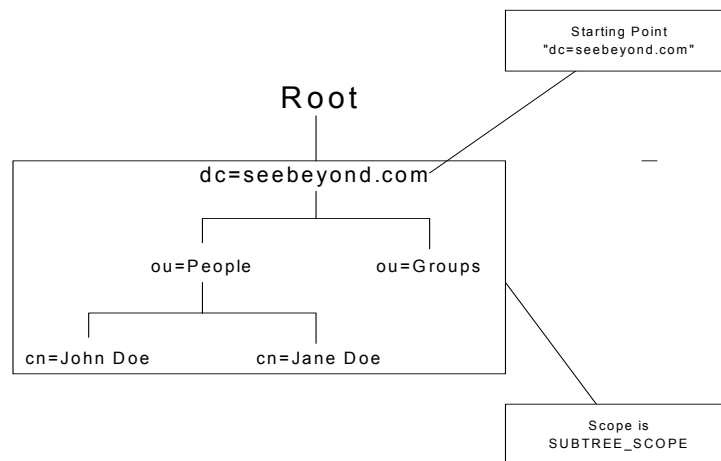 Starting Point
"dc=seebeyond.com"
Root
dc=seebeyond.com
ou=People
ou=Groups
cn=John Doe
cn=Jane Doe
Scope is
SUBTREE_SCOPE